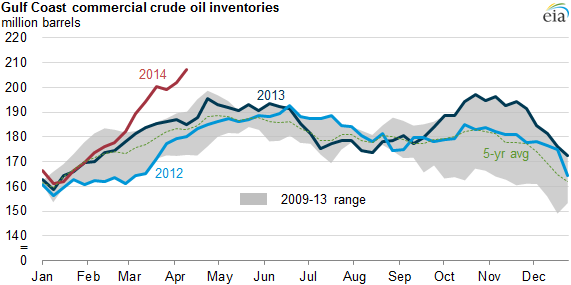 Gulf Coast commercial crude oil inventories
million barrels
eia
220
210
200
190
180
170
160
150
140
0
2014
2013
2012
5-yr avg
2009-13 range
Jan Feb Mar Apr May Jun Jul Aug Sep Oct Nov Dec